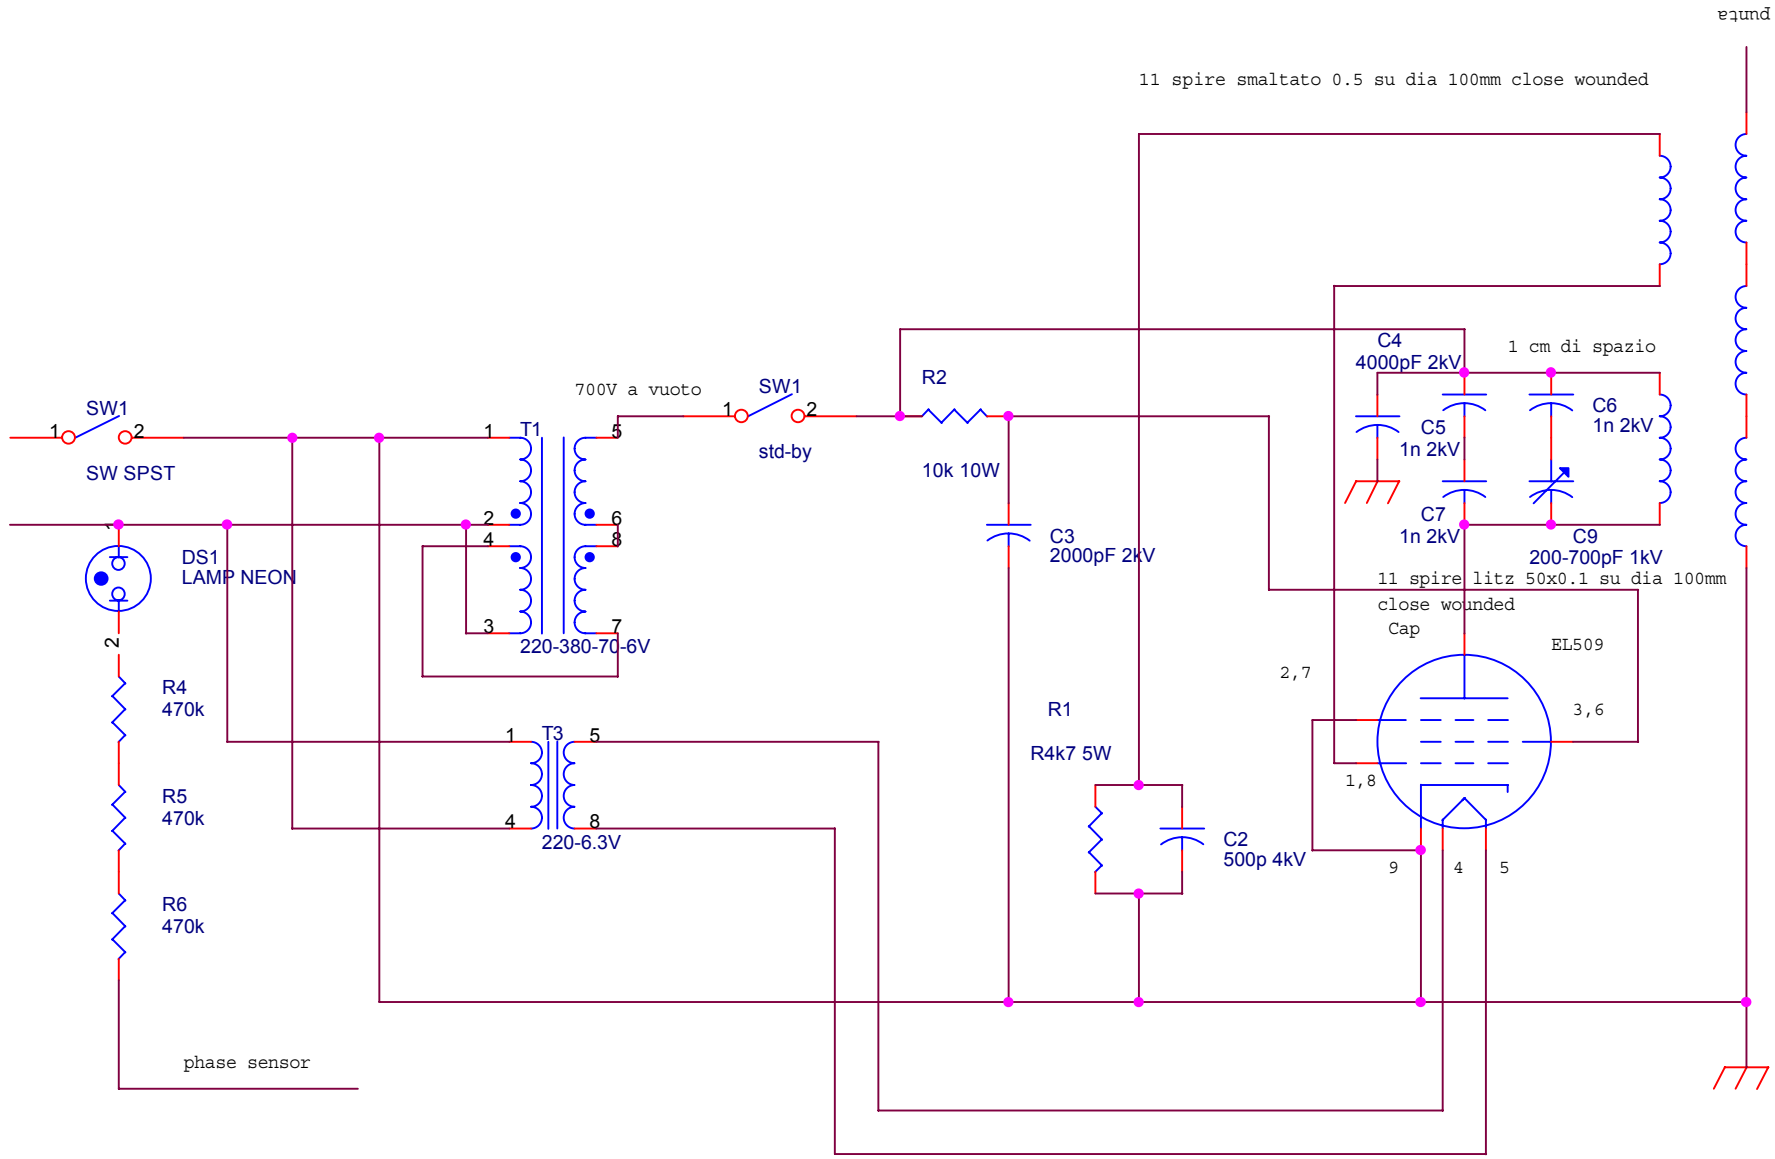 punta
11 spire smaltato 0.5 su dia 100mm close wounded
C4
4000pF 2kV
1 cm di spazio
R2
700V a vuoto
SW1
1
2
std-by
SW1
1
2
SW SPST
T1
1
5
2
6
4
8
3
7
220-380-70-6V
10k 10W
C5
1n 2kV
C6
1n 2kV
C7
1n 2kV
C9
200-700pF 1kV
C3
2000pF 2kV
1
DS1
LAMP NEON
2
11 spire litz 50x0.1 su dia 100mm
close wounded
Cap
EL509
2,7
3,6
1,8
R4
470k
R1
R4k7 5W
T3
1
5
4
8
220-6.3V
R5
470k
C2
500p 4kV
9
4
5
R6
470k
phase sensor